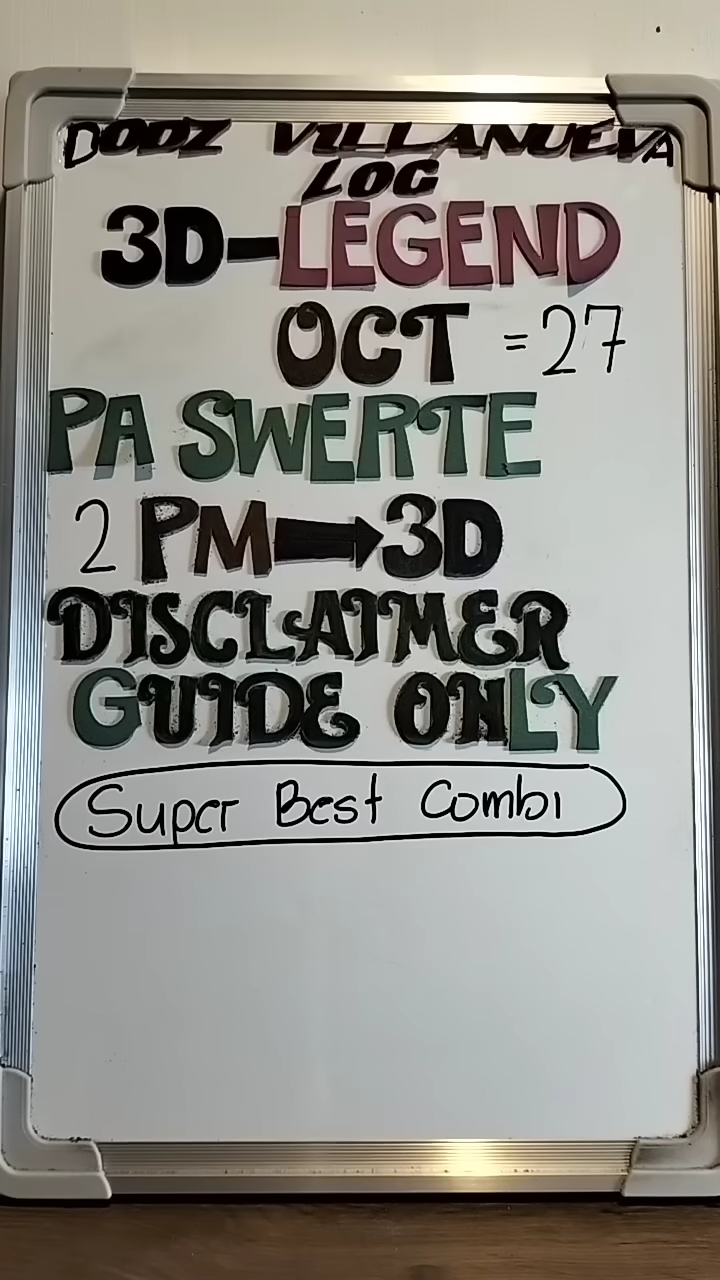 DODZ VILLANUEVA
LOG
3D-LEGEND
OCT =27
PA SWERTE
2 PM➡3D
DISCLAIMER
GUIDE ONLY
Super Best Combi